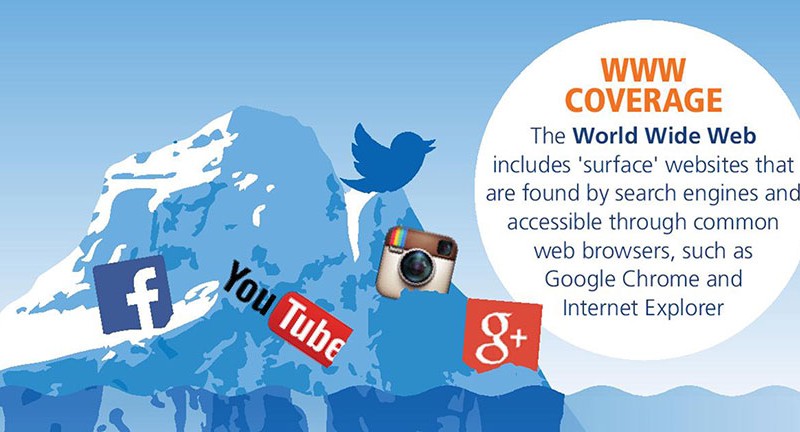 WWW
COVERAGE
The World Wide Web
includes 'surface' websites that
are found by search engines and
accessible through common
web browsers, such as
Google Chrome and
Internet Explorer
f
You
Tube
g+